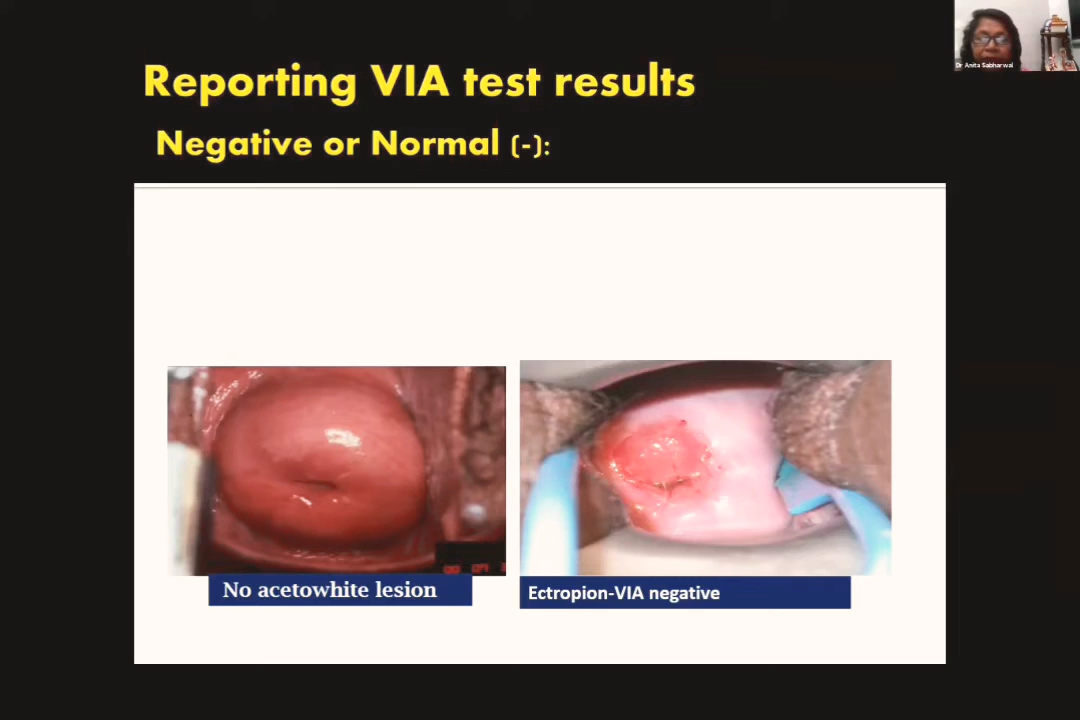 Dr Anita Sabharwal
Reporting VIA test results
Negative or Normal (-):
No acetowhite lesion
Ectropion-VIA negative